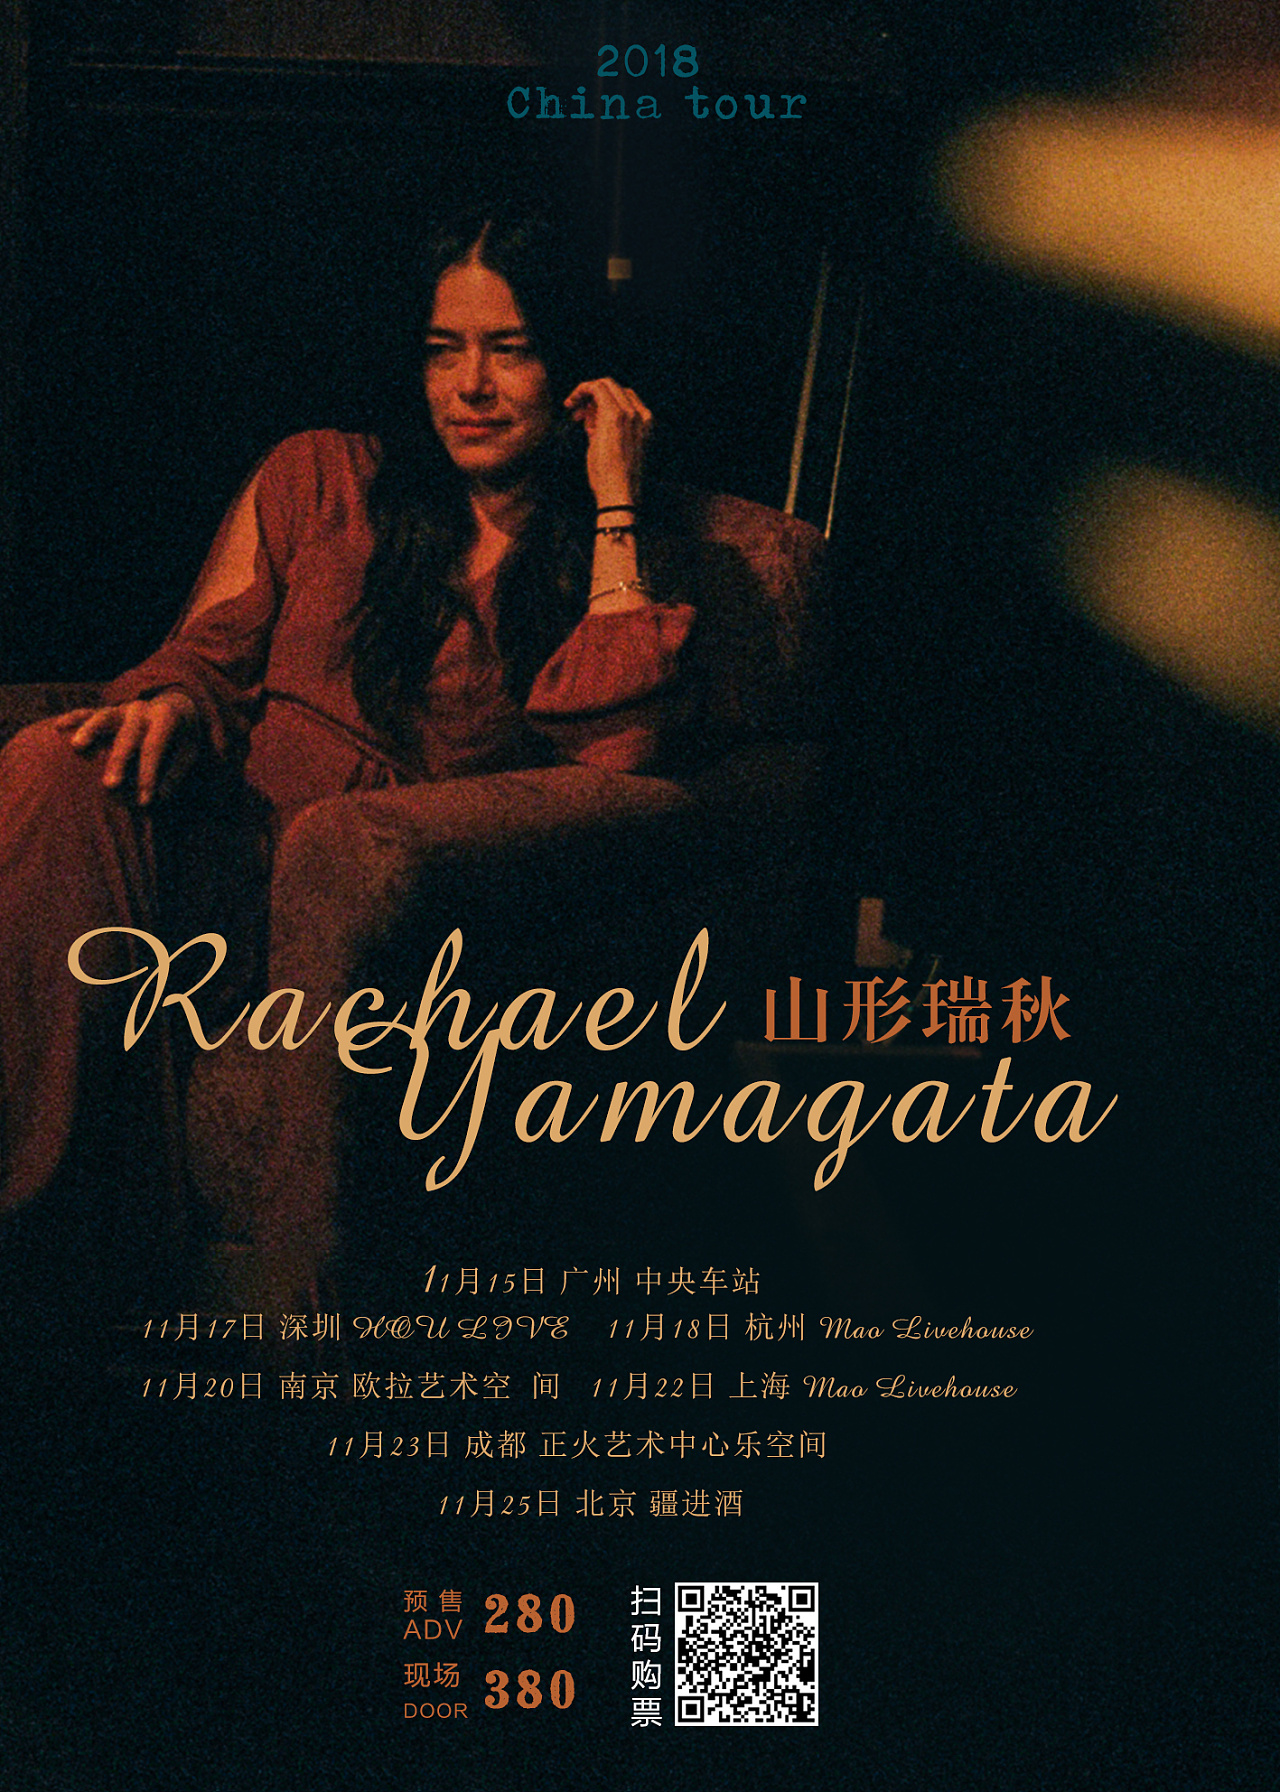 2018
China tour
Rachael 山形瑞秋
Yamagata
11月15日 广州 中央车站
11月17日 深圳 HOU LIVE 11月18日 杭州 Mao Livehouse
11月20日 南京 欧拉艺术空 间 11月22日 上海 Mao Livehouse
11月23日 成都 正火艺术中心乐空间
11月25日 北京 疆进酒
预售 280
ADV
现场 380
DOOR
扫码购票